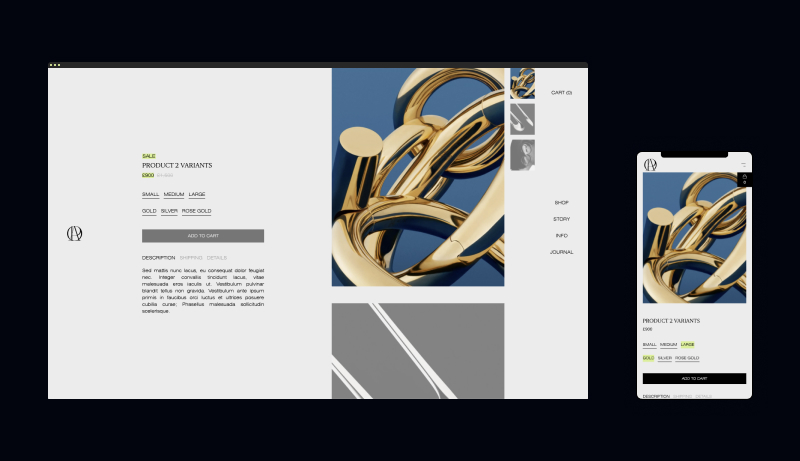 SALE
PRODUCT 2 VARIANTS
£900
SMALL MEDIUM LARGE
GOLD SILVER ROSE GOLD
ADD TO CART
DESCRIPTION SHIPPING DETAILS
Sed mattis nunc lacus, eu consequat dolor feugiat
nec. Integer convallis tincidunt lacus, vitae
malesuada eros iaculis ut. Vestibulum pulvinar
blandit tellus non gravida. Vestibulum ante ipsum
primis in faucibus orci luctus et ultrices posuere
cubilia curae; Phasellus malesuada sollicitudin
scelerisque.
CART (0)
SHOP
STORY
INFO
JOURNAL
PRODUCT 2 VARIANTS
£900
SMALL MEDIUM LARGE
GOLD SILVER ROSE GOLD
ADD TO CART
DESCRIPTION SHIPPING DETAILS